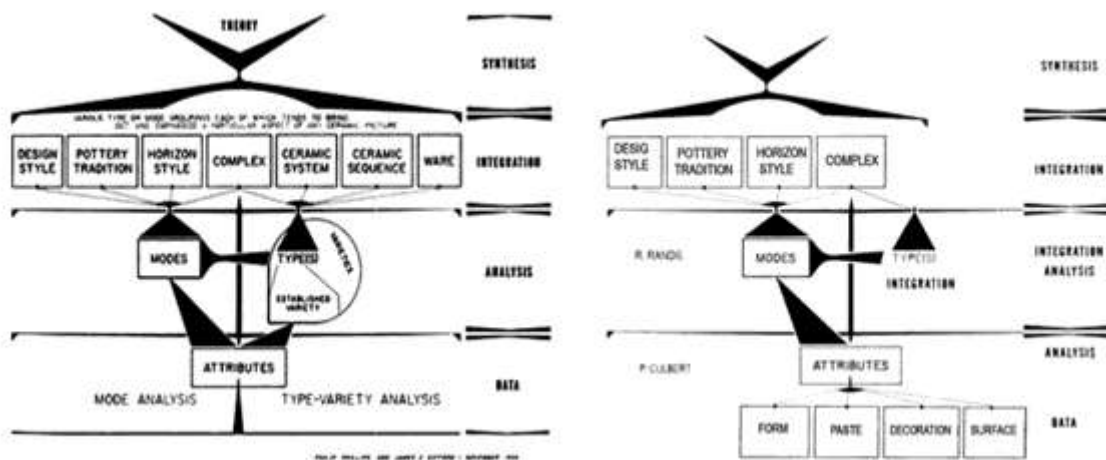 THEORY
SYNTHESIS
DESIGN STYLE
POTTERY TRADITION
HORIZON STYLE
COMPLEX
CERAMIC SYSTEM
CERAMIC SEQUENCE
WARE
INTEGRATION
MODES
TYPE(S)
VARIETIES
ESTABLISHED VARIETY
ANALYSIS
ATTRIBUTES
MODE ANALYSIS
TYPE-VARIETY ANALYSIS
DATA
SYNTHESIS
DESIG STYLE
POTTERY TRADITION
HORIZON STYLE
COMPLEX
INTEGRATION
R. RANDS
MODES
TYPE(S)
INTEGRATION
INTEGRATION
ANALYSIS
P. CULBERT
ATTRIBUTES
ANALYSIS
FORM
PASTE
DECORATION
SURFACE
DATA